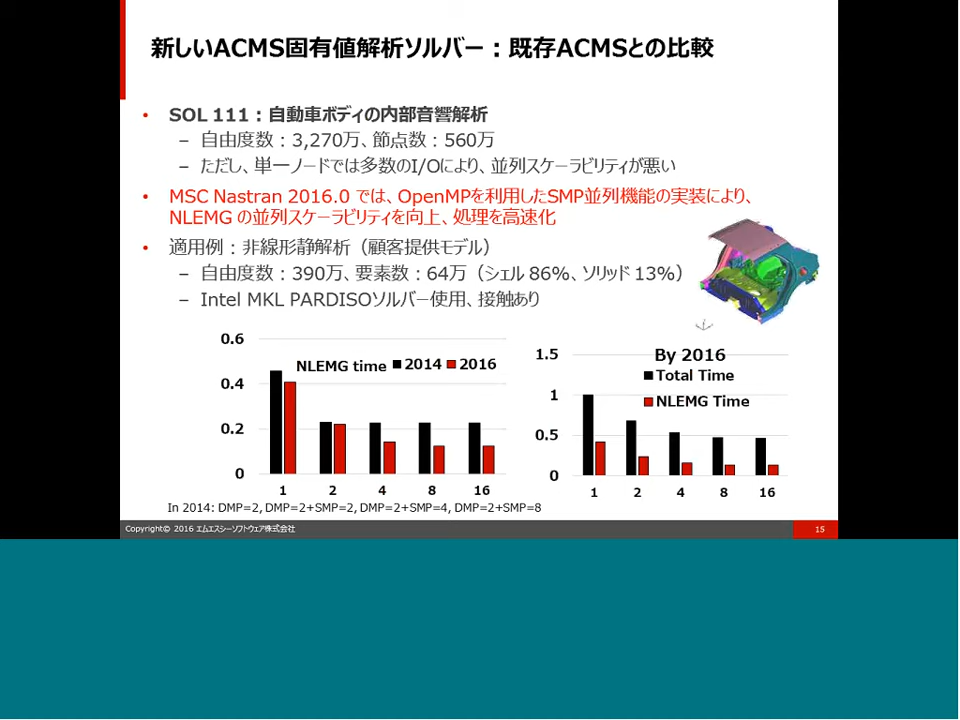 新しいACMS固有値解析ソルバー：既存ACMSとの比較
• SOL 111：自動車ボディの内部音響解析
– 自由度数：3,270万、節点数：560万
– ただし、単一ノードでは多数のI/Oにより、並列スケーラビリティが悪い
• MSC Nastran 2016.0 では、OpenMPを利用したSMP並列機能の実装により、
NLEMG の並列スケーラビリティを向上、処理を高速化
• 適用例：非線形静解析（顧客提供モデル）
– 自由度数：390万、要素数：64万（シェル 86%、ソリッド 13%）
– Intel MKL PARDISOソルバー使用、接触あり
0.6
0.4
0.2
0
NLEMG time 2014 2016
1 2 4 8 16
1.5
1
0.5
0
By 2016
Total Time
NLEMG Time
1 2 4 8 16
In 2014: DMP=2, DMP=2+SMP=2, DMP=2+SMP=4, DMP=2+SMP=8
Copyright© 2016 エムエスシーソフトウェア株式会社
15